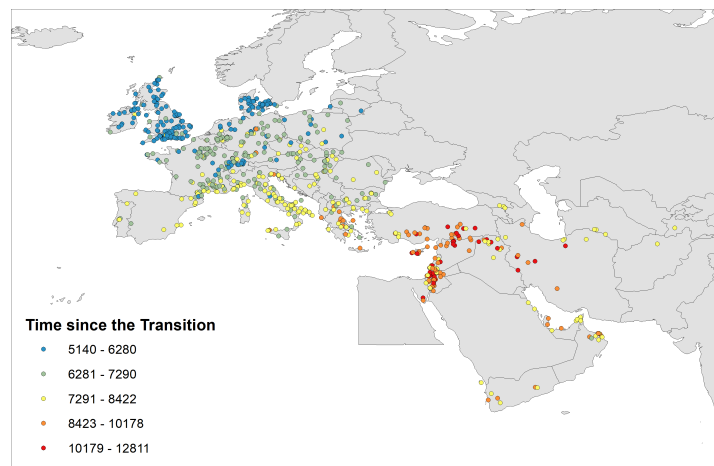 Time since the Transition
5140 - 6280
6281 - 7290
7291 - 8422
8423 - 10178
10179 - 12811